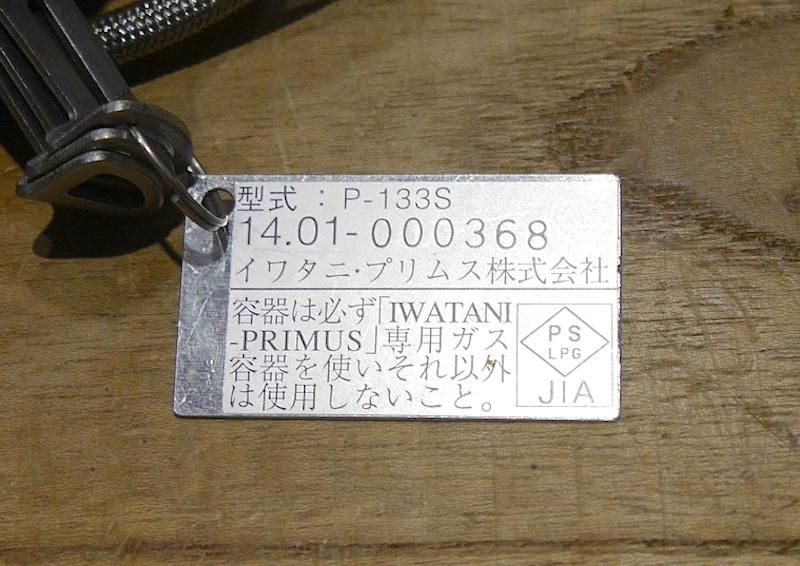 型式 : P-133S
14.01-000368
イワタニ・プリムス株式会社
容器は必ず「IWATANI
-PRIMUS」専用ガス
容器を使いそれ以外
は使用しないこと。
PS
LPG
JIA